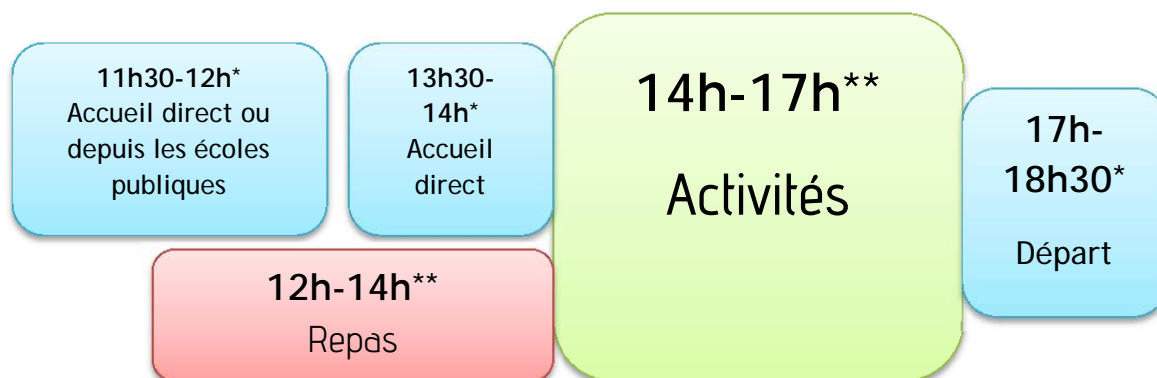 11h30-12h*
Accueil direct ou
depuis les écoles
publiques
13h30-
14h*
Accueil
direct
12h-14h**
Repas
14h-17h**
Activités
17h-
18h30*
Départ